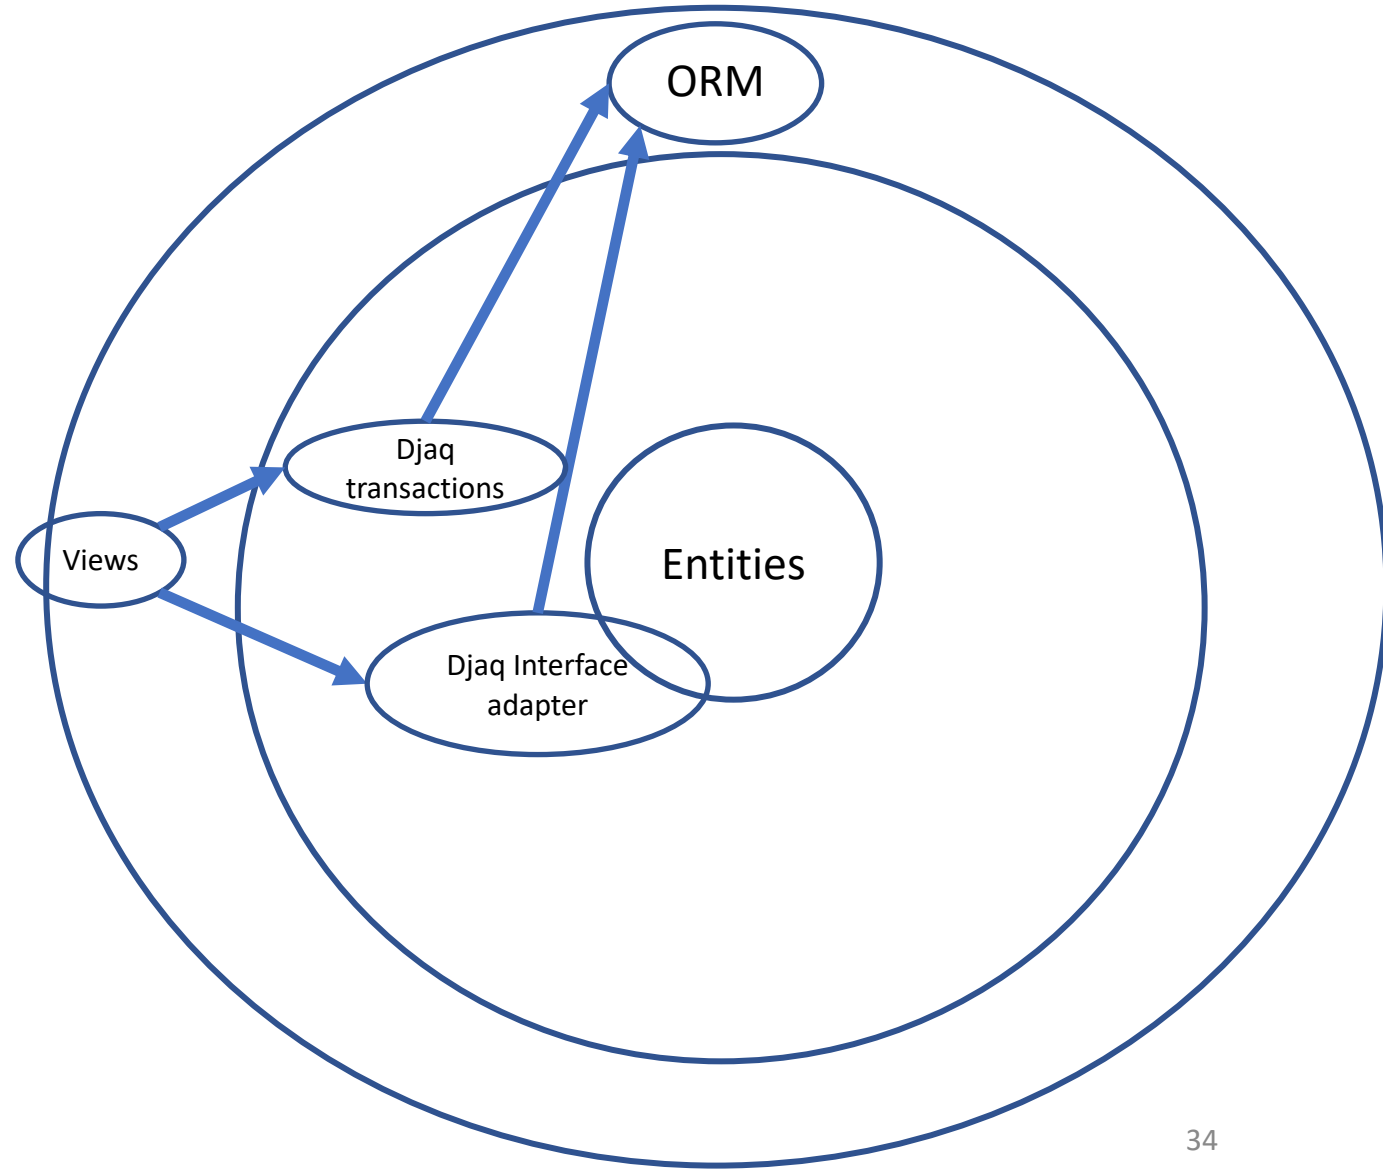 ORM
Djaq
transactions
Views
Entities
Djaq Interface
adapter
34